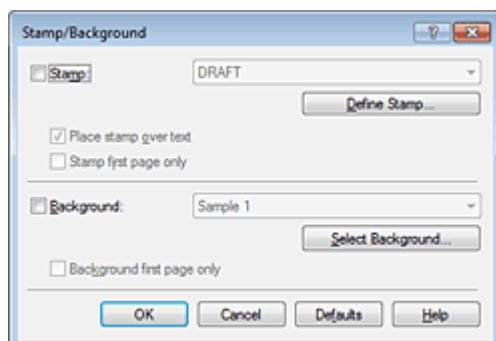 Stamp/Background
Stamp: DRAFT
Define Stamp...
Place stamp over text
Stamp first page only
Background: Sample 1
Select Background...
Background first page only
OK Cancel Defaults Help